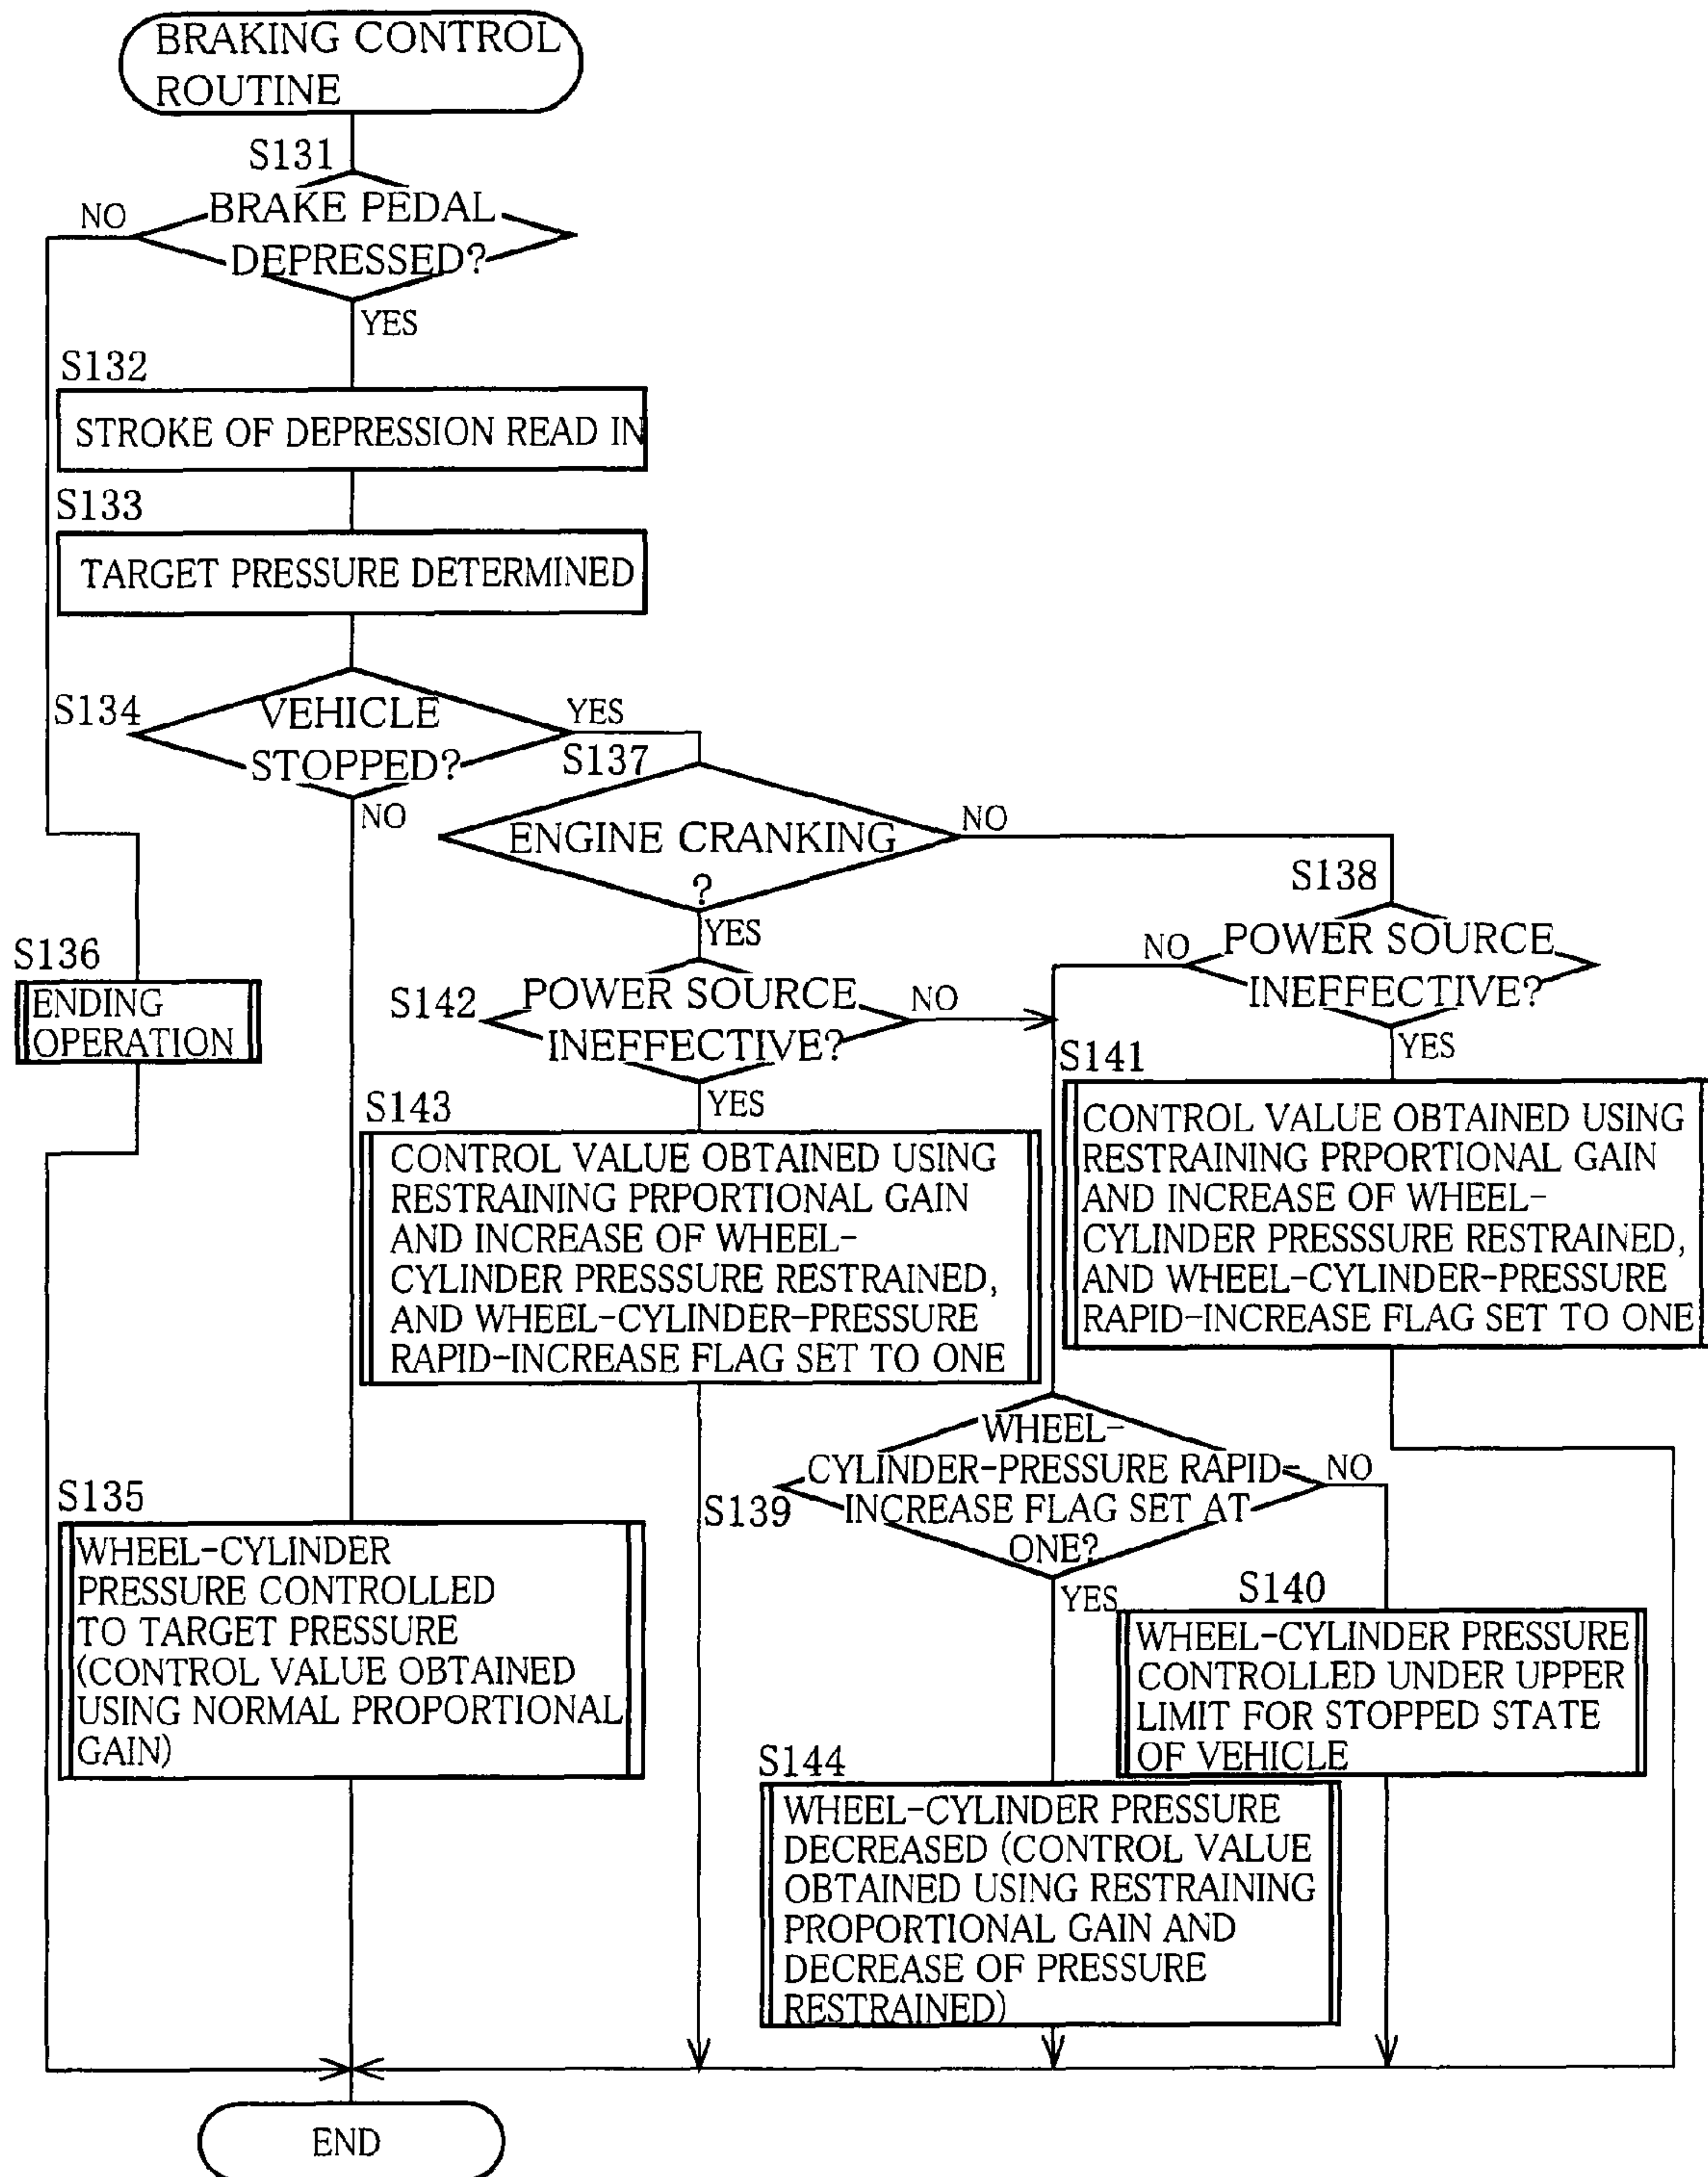 BRAKING CONTROL
ROUTINE
S131
BRAKE PEDAL
DEPRESSED?
NO
YES
S132
STROKE OF DEPRESSION READ IN
S133
TARGET PRESSURE DETERMINED
S134
VEHICLE
STOPPED?
YES
NO
S137
ENGINE CRANKING
?
NO
YES
S138
POWER SOURCE
INEFFECTIVE?
NO
YES
S136
ENDING
OPERATION
S142
POWER SOURCE
INEFFECTIVE?
NO
YES
S141
CONTROL VALUE OBTAINED USING
RESTRAINING PRPORTIONAL GAIN
AND INCREASE OF WHEEL-
CYLINDER PRESSSURE RESTRAINED,
AND WHEEL-CYLINDER-PRESSURE
RAPID-INCREASE FLAG SET TO ONE
S143
CONTROL VALUE OBTAINED USING
RESTRAINING PRPORTIONAL GAIN
AND INCREASE OF WHEEL-
CYLINDER PRESSSURE RESTRAINED,
AND WHEEL-CYLINDER-PRESSURE
RAPID-INCREASE FLAG SET TO ONE
S139
WHEEL-
CYLINDER-PRESSURE RAPID-
INCREASE FLAG SET AT
ONE?
NO
YES
S135
WHEEL-CYLINDER
PRESSURE CONTROLLED
TO TARGET PRESSURE
(CONTROL VALUE OBTAINED
USING NORMAL PROPORTIONAL
GAIN)
S140
WHEEL-CYLINDER PRESSURE
CONTROLLED UNDER UPPER
LIMIT FOR STOPPED STATE
OF VEHICLE
S144
WHEEL-CYLINDER PRESSURE
DECREASED (CONTROL VALUE
OBTAINED USING RESTRAINING
PROPORTIONAL GAIN AND
DECREASE OF PRESSURE
RESTRAINED)
END